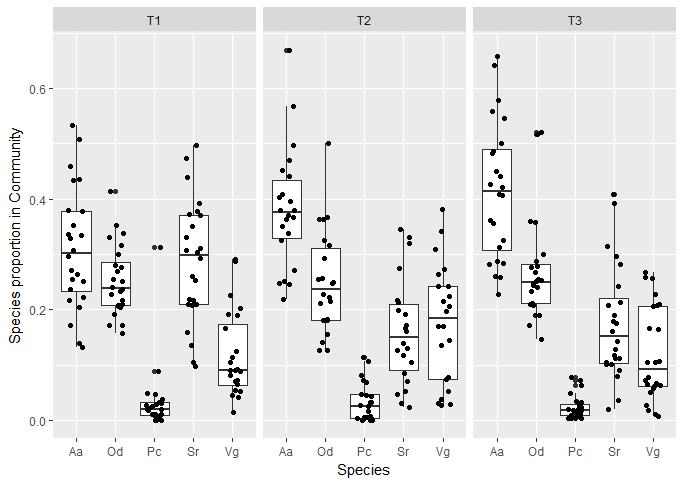 T1 T2 T3
Species proportion in Community
0.6
0.4
0.2
0.0
Aa Od Pc Sr Vg Aa Od Pc Sr Vg Aa Od Pc Sr Vg
Species